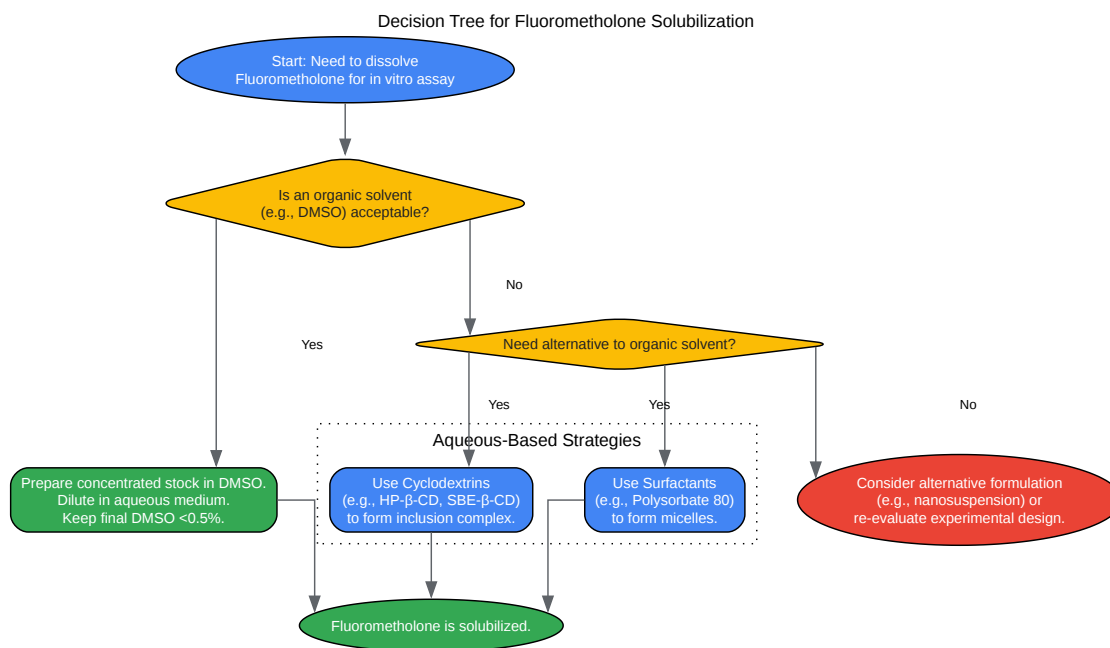 Decision Tree for Fluorometholone Solubilization
Start: Need to dissolve
Fluorometholone for in vitro assay
Is an organic solvent
(e.g., DMSO) acceptable?
No
Yes
Need alternative to organic solvent?
Yes
Yes
No
Aqueous-Based Strategies
Prepare concentrated stock in DMSO.
Dilute in aqueous medium.
Keep final DMSO <0.5%.
Use Cyclodextrins
(e.g., HP-β-CD, SBE-β-CD)
to form inclusion complex.
Use Surfactants
(e.g., Polysorbate 80)
to form micelles.
Consider alternative formulation
(e.g., nanosuspension) or
re-evaluate experimental design.
Fluorometholone is solubilized.